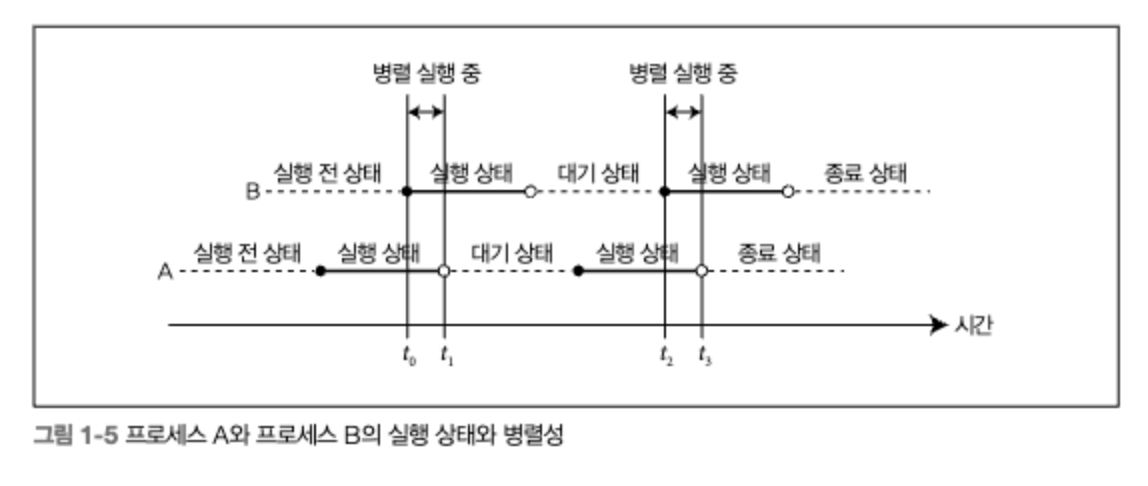 병렬 실행 중 병렬 실행 중
실행 전 상태 실행 상태 대기 상태 실행 상태 종료 상태
B
실행 전 상태 실행 상태 대기 상태 실행 상태 종료 상태
A
시간
t₀ t₁ t₂ t₃
그림 1-5 프로세스 A와 프로세스 B의 실행 상태와 병렬성